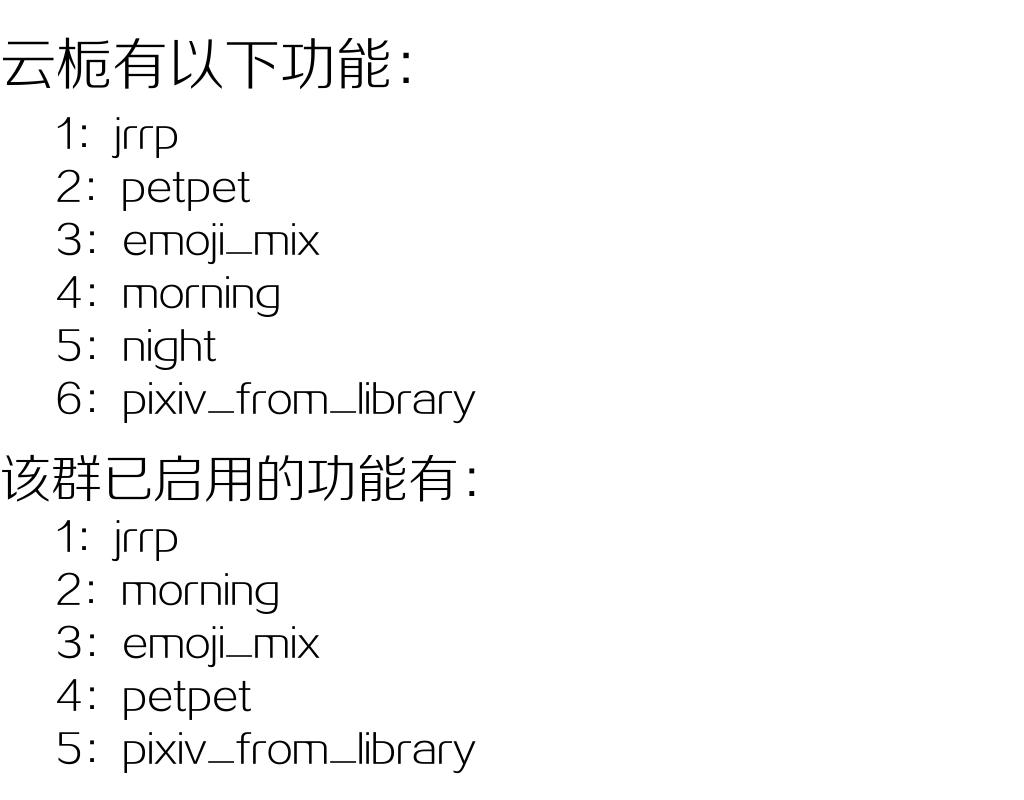 云栀有以下功能：
1：jrrp
2：petpet
3：emoji_mix
4：morning
5：night
6：pixiv_from_library
该群已启用的功能有：
1：jrrp
2：morning
3：emoji_mix
4：petpet
5：pixiv_from_library